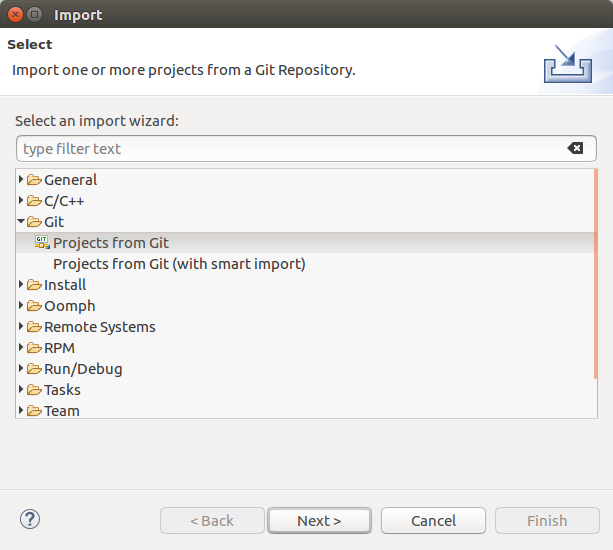 Import
Select
Import one or more projects from a Git Repository.
Select an import wizard:
type filter text
General
C/C++
Git
GIT Projects from Git
Projects from Git (with smart import)
Install
Oomph
Remote Systems
RPM
Run/Debug
Tasks
Team
? < Back Next > Cancel Finish